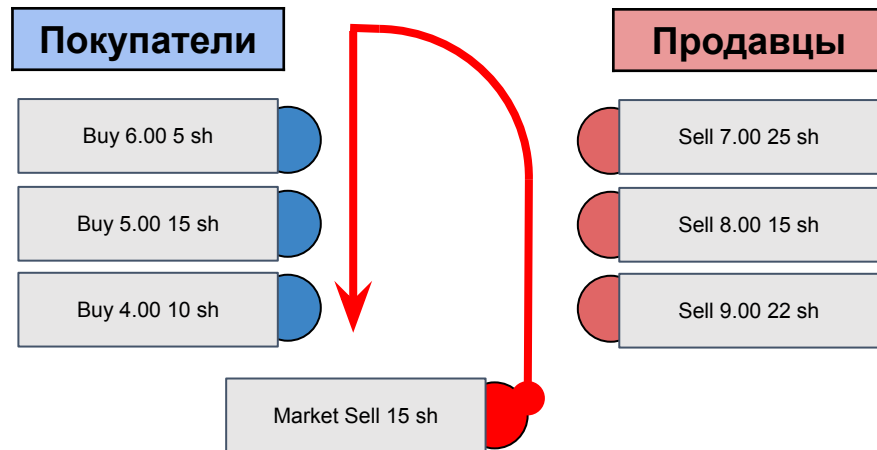 Покупатели
Продавцы
Buy 6.00 5 sh
Sell 7.00 25 sh
Buy 5.00 15 sh
Sell 8.00 15 sh
Buy 4.00 10 sh
Sell 9.00 22 sh
Market Sell 15 sh